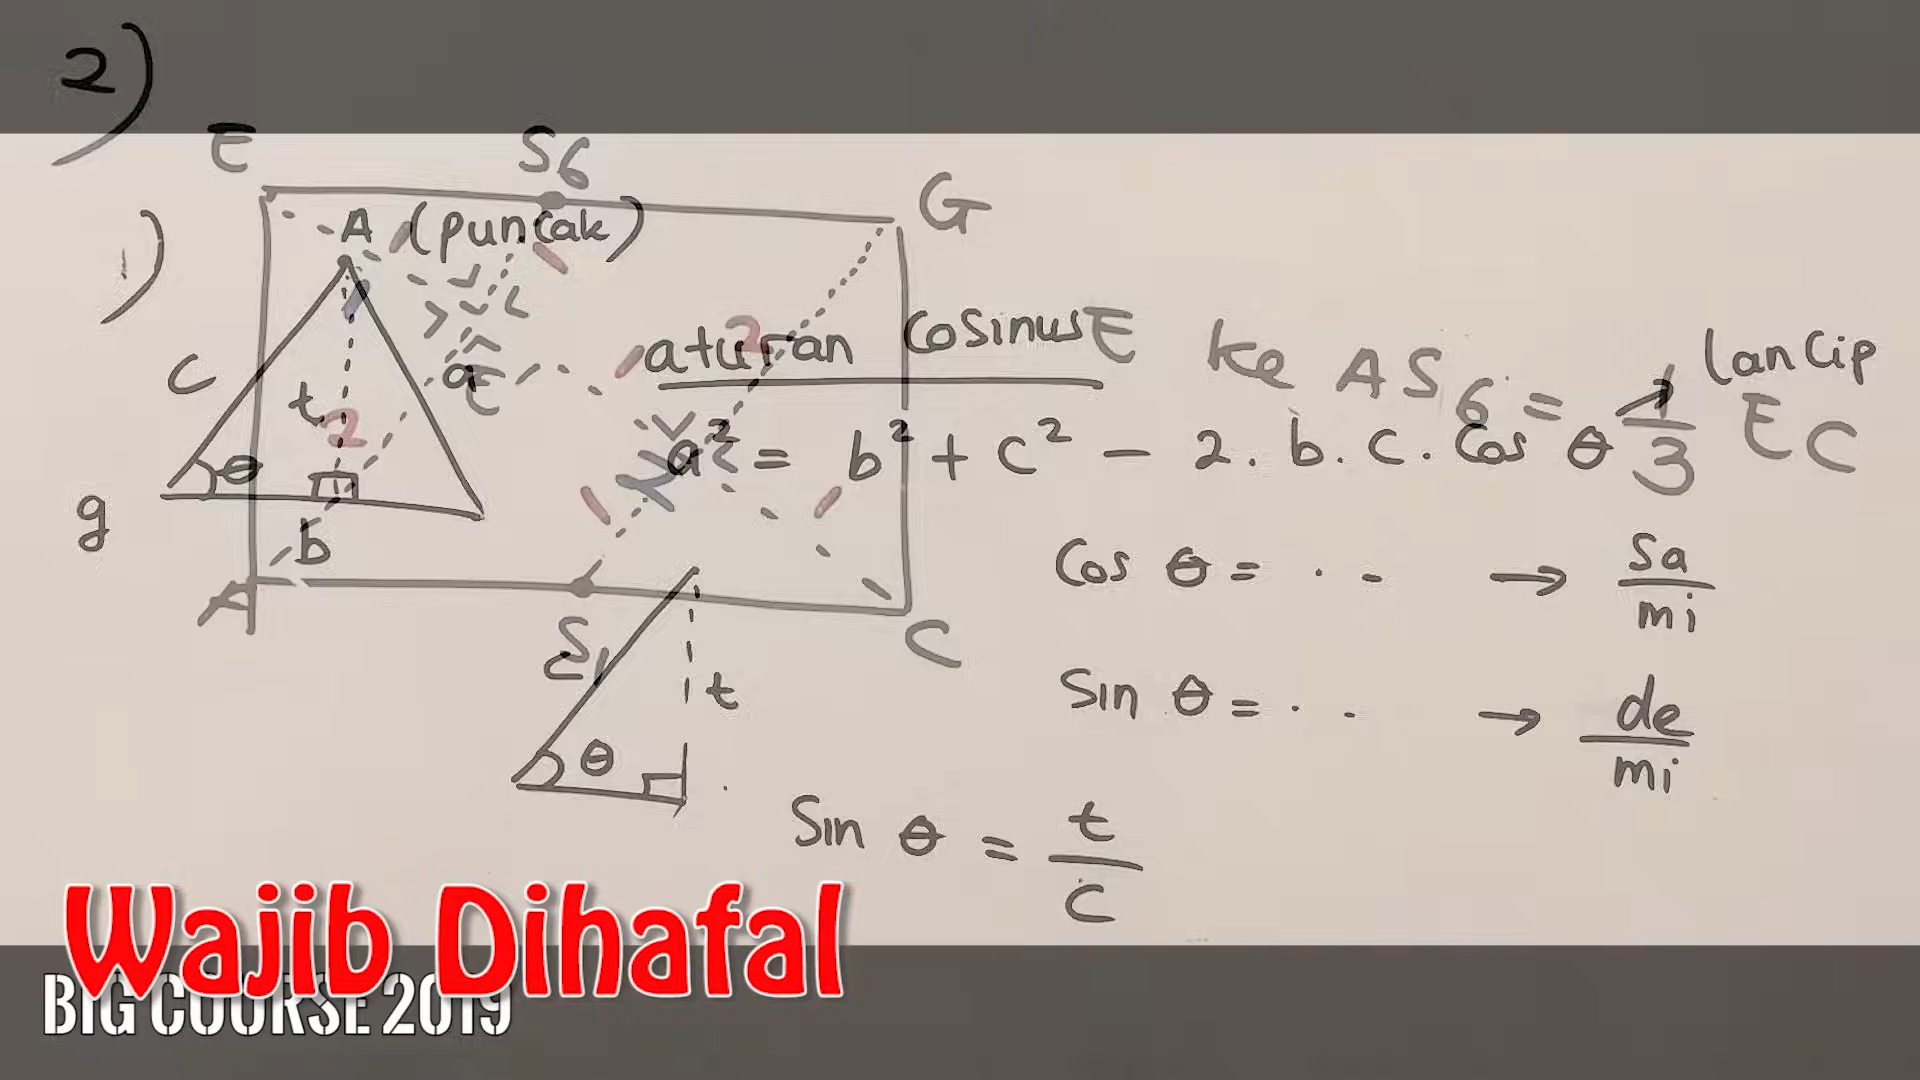 2)
E S6 G
1) A (puncak)
c t a E
aturan cosinus E ke AS6 = 1/3 EC
lancip
a² = b² + c² - 2. b. c. cos θ
g θ b
A S1 C
cos θ = . . → sa/mi
t
sin θ = . . → de/mi
θ
sin θ = t/c
Wajib Dihafal
BIG COURSE 2019